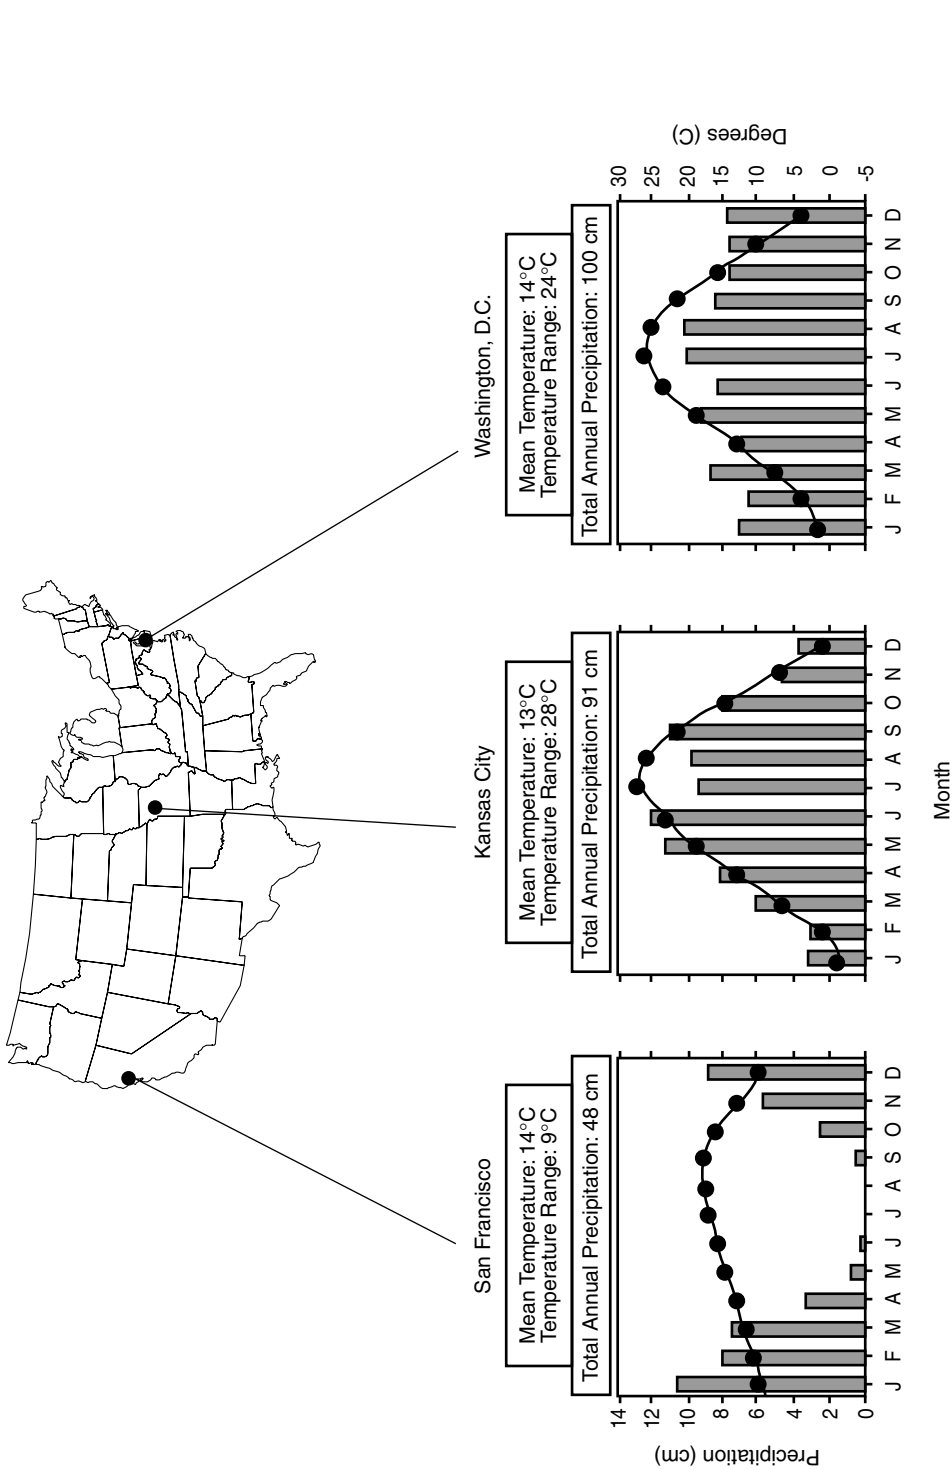 San Francisco
Mean Temperature: 14°C
Temperature Range: 9°C
Total Annual Precipitation: 48 cm
Precipitation (cm)
14
12
10
8
6
4
2
0
J F M A M J J A S O N D
Kansas City
Mean Temperature: 13°C
Temperature Range: 28°C
Total Annual Precipitation: 91 cm
J F M A M J J A S O N D
Month
Washington, D.C.
Mean Temperature: 14°C
Temperature Range: 24°C
Total Annual Precipitation: 100 cm
J F M A M J J A S O N D
30
25
20
15
10
5
0
-5
Degrees (C)